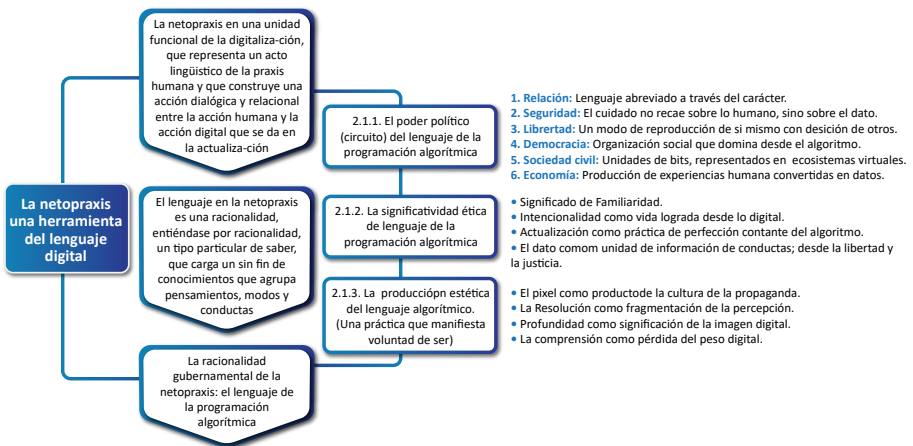 La netopraxis
una herramienta
del lenguaje
digital
La netopraxis en una unidad
funcional de la digitaliza-ción,
que representa un acto
lingüistico de la praxis
humana y que construye una
acción dialógica y relacional
entre la acción humana y la
acción digital que se da en
la actualiza-ción
El lenguaje en la netopraxis
es una racionalidad,
entiéndase por racionalidad,
un tipo particular de saber,
que carga un sin fin de
conocimientos que agrupa
pensamientos, modos y
conductas
La racionalidad
gubernamental de la
netopraxis: el lenguaje de
la programación
algorítmica
2.1.1. El poder político
(circuito) del lenguaje de la
programación algorítmica
2.1.2. La significatividad ética
de lenguaje de la
programación algorítmica
2.1.3. La producciópn estética
del lenguaje algorítmico.
(Una práctica que manifiesta
voluntad de ser)
1. Relación: Lenguaje abreviado a través del carácter.
2. Seguridad: El cuidado no recae sobre lo humano, sino sobre el dato.
3. Librertad: Un modo de reproducción de si mismo con desición de otros.
4. Democracia: Organización social que domina desde el algoritmo.
5. Sociedad civil: Unidades de bits, representados en ecosistemas virtuales.
6. Economía: Producción de experiencias humana convertidas en datos.
• Significado de Familiaridad.
• Intencionalidad como vida lograda desde lo digital.
• Actualización como práctica de perfección contante del algoritmo.
• El dato comom unidad de información de conductas; desde la libertad y
la justicia.
• El pixel como productode la cultura de la propaganda.
• La Resolución como fragmentación de la percepción.
• Profundidad como significación de la imagen digital.
• La comprensión como pérdida del peso digital.